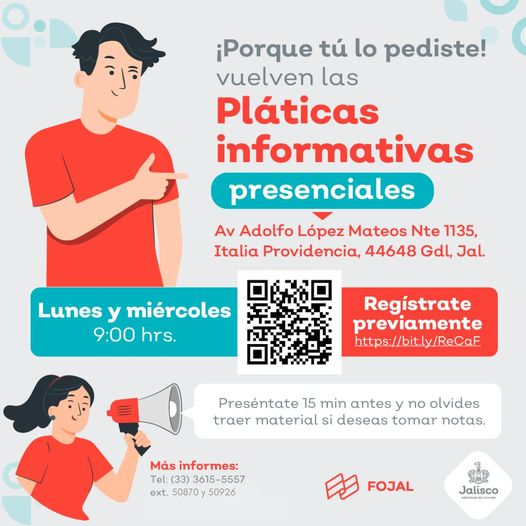 ¡Porque tú lo pediste!
vuelven las
Pláticas
informativas
presenciales
Av Adolfo López Mateos Nte 1135,
Italia Providencia, 44648 Gdl, Jal.
Lunes y miércoles
9:00 hrs.
Regístrate
previamente
https://bit.ly/ReCaF
Preséntate 15 min antes y no olvides
traer material si deseas tomar notas.
Más informes:
Tel: (33) 3615-5557
ext. 50870 y 50926
FOJAL
Jalisco